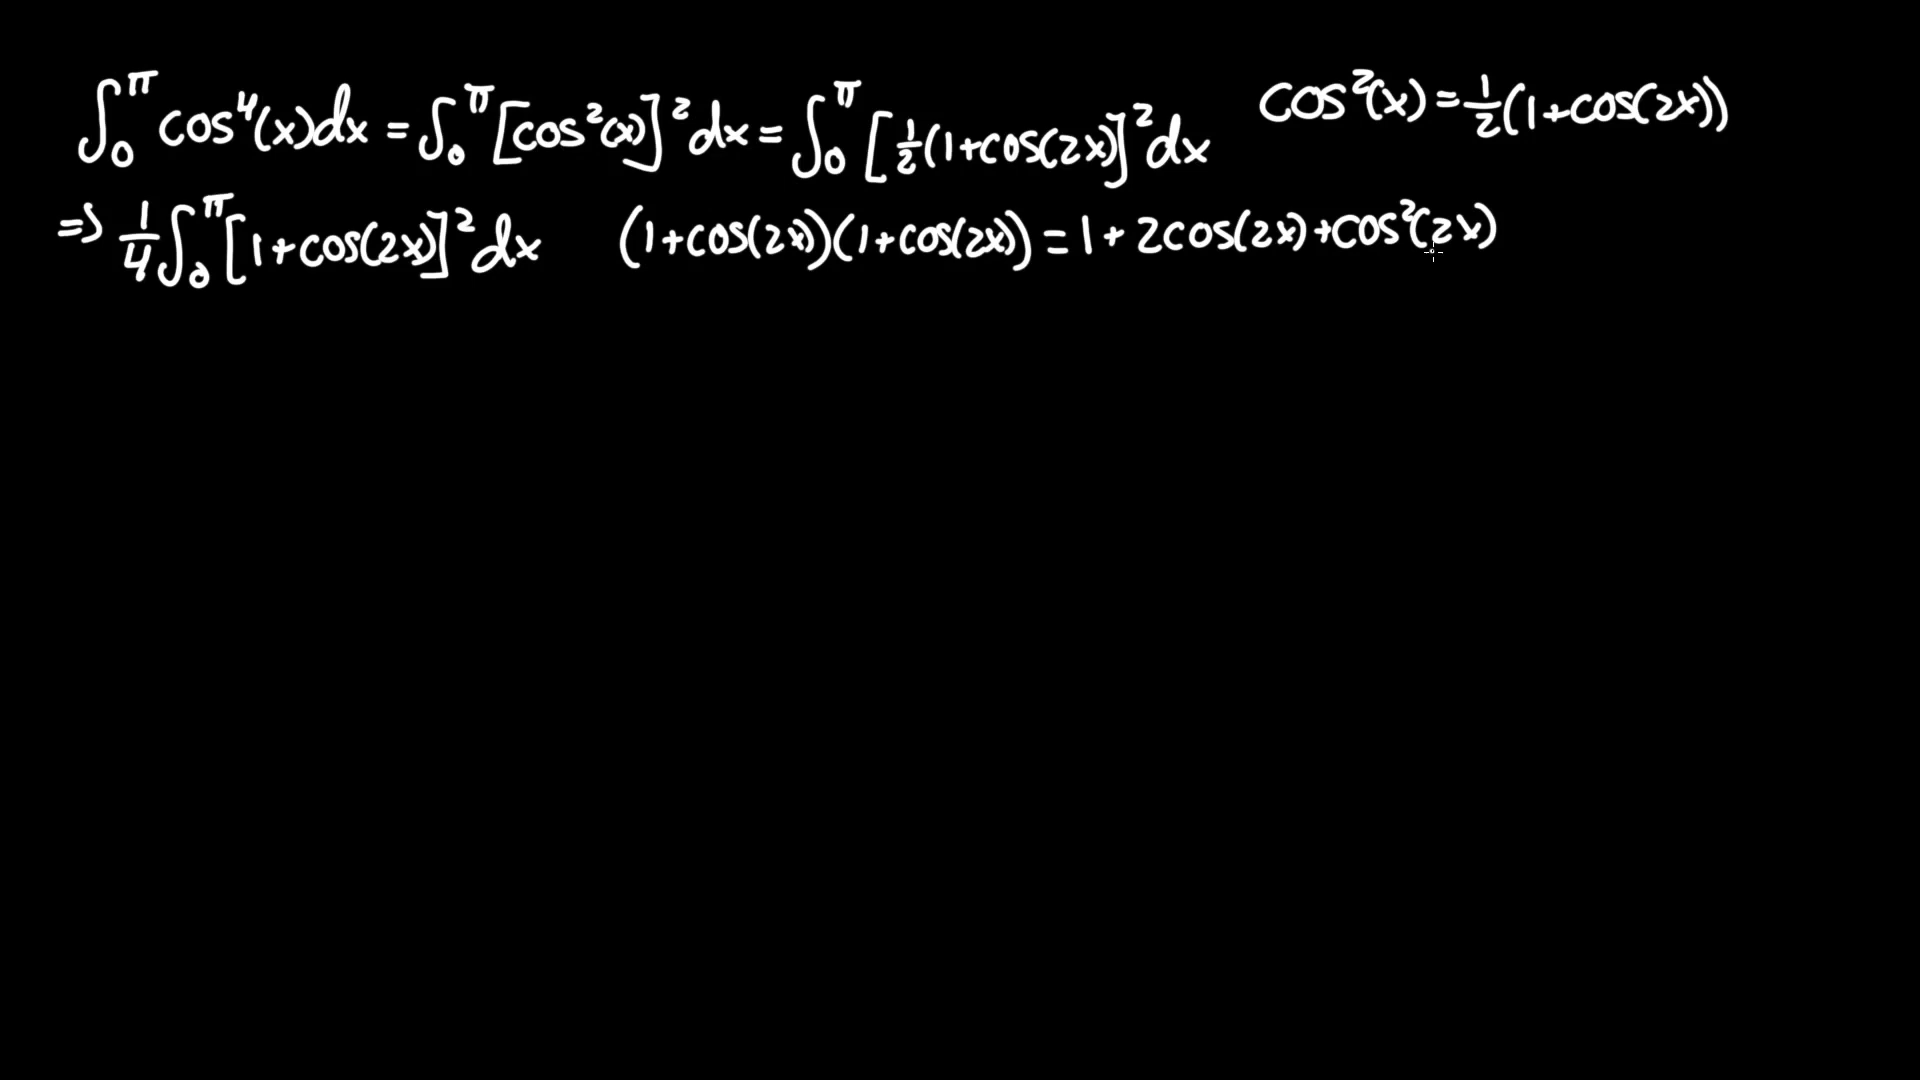 ∫₀^π cos⁴(x)dx = ∫₀^π [cos²(x)]² dx = ∫₀^π [½(1+cos(2x)]² dx cos²(x) = ½(1+cos(2x))
⇒ ¼ ∫₀^π [1+cos(2x)]² dx (1+cos(2x))(1+cos(2x)) = 1 + 2cos(2x) + cos²(2x)